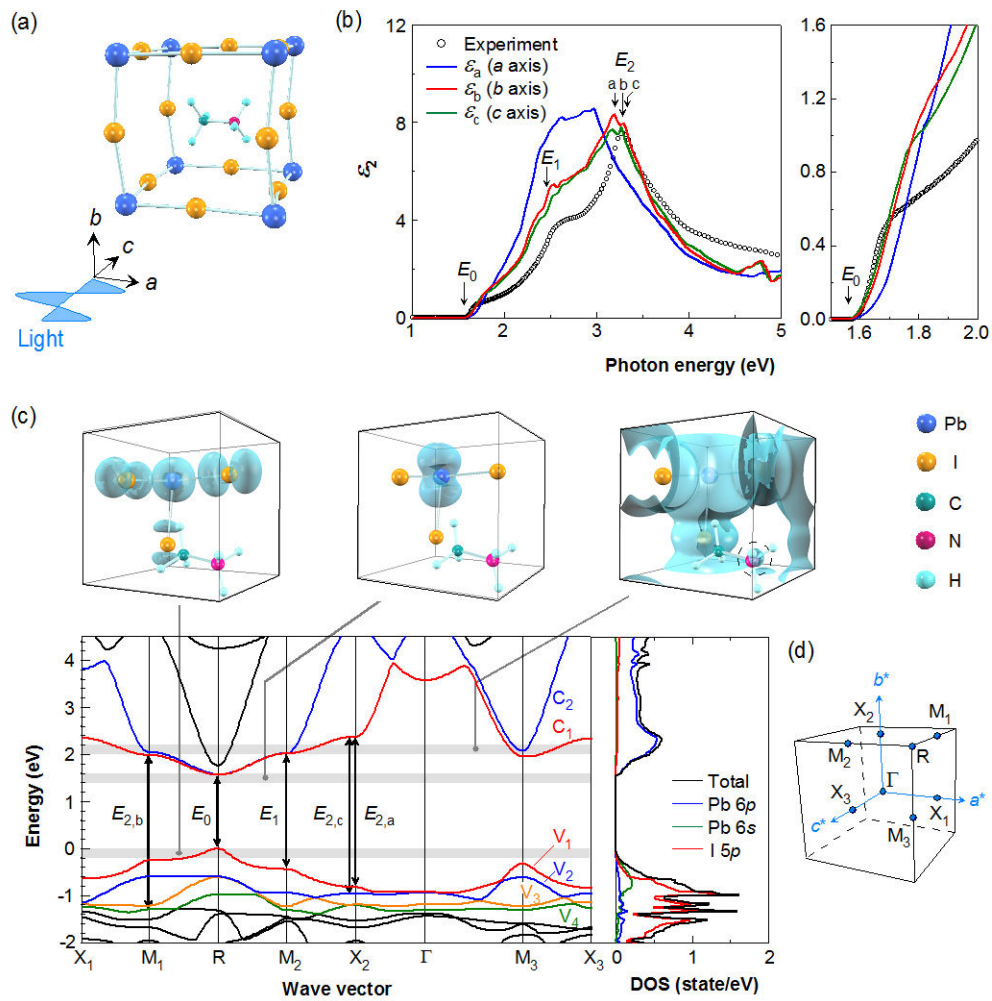 (a)
b
c
a
Light
(b)
12
8
4
0
ε₂
Experiment
εa (a axis)
εb (b axis)
εc (c axis)
E₀
E₁
E₂
a b c
1 2 3 4 5
1.6
1.2
0.8
0.4
0.0
E₀
1.6 1.8 2.0
Photon energy (eV)
(c)
Pb
I
C
N
H
Energy (eV)
4
3
2
1
0
-1
-2
C₂
C₁
E₂,b
E₀
E₁
E₂,c
E₂,a
V₁
V₂
V₃
V₄
X₁ M₁ R M₂ X₂ Γ M₃ X₃
Wave vector
Total
Pb 6p
Pb 6s
I 5p
0 1 2
DOS (state/eV)
(d)
b*
X₂
M₁
M₂
R
Γ
X₃
a*
c*
X₁
M₃